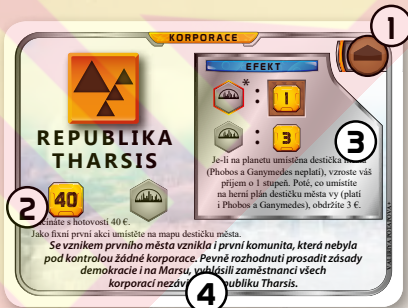 KORPORACE
1
EFEKT
* : 1
: 3
REPUBLIKA
THARSIS
3
Je-li na planetu umístěna destička
(Phobos a Ganymedes neplatí), vzroste váš
příjem o 1 stupeň. Poté, co umístíte
na herní plán destičku města vy (platí
i Phobos a Ganymedes), obdržíte 3 €.
2
40
s hotovostí 40 €.
Jako fixní první akci umístěte na mapu destičku města.
Se vznikem prvního města vznikla i první komunita, která nebyla
pod kontrolou žádné korporace. Pevně rozhodnuti prosadit zásady
demokracie i na Marsu, vyhlásili zaměstnanci všech
korporací Republiku Tharsis.
4